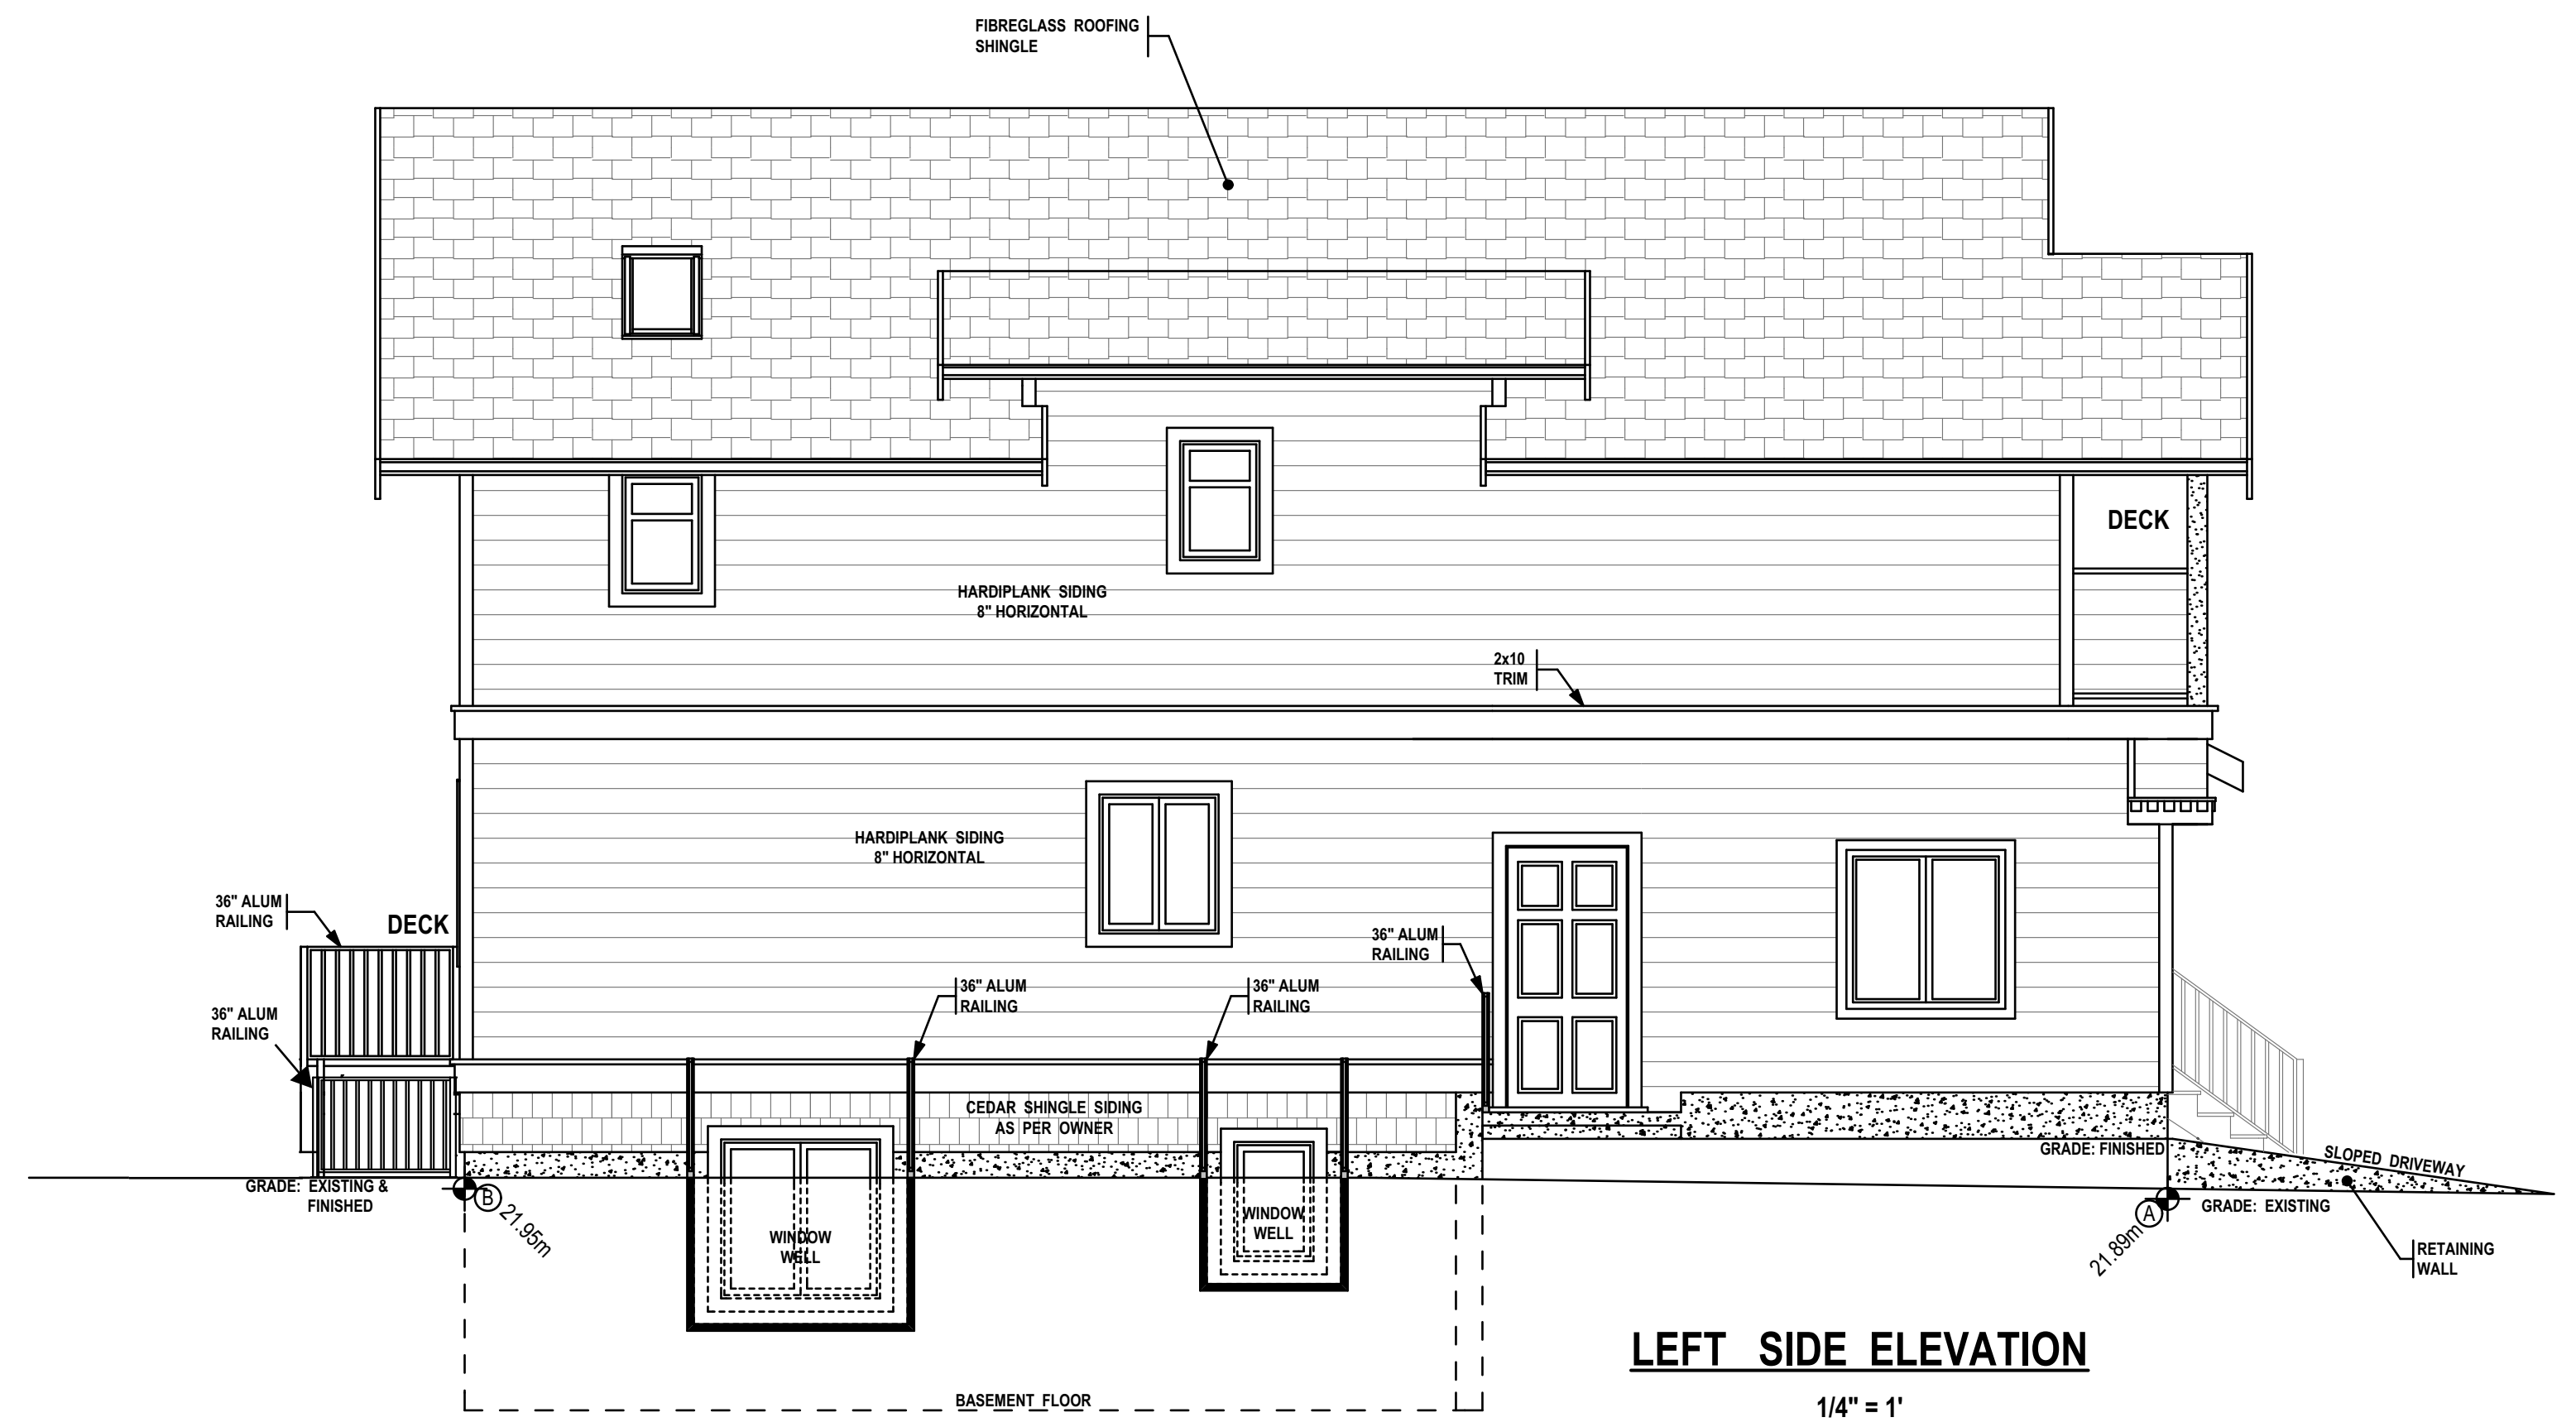 FIBREGLASS ROOFING
SHINGLE
DECK
HARDIPLANK SIDING
8" HORIZONTAL
2x10
TRIM
HARDIPLANK SIDING
8" HORIZONTAL
36" ALUM
RAILING
DECK
36" ALUM
RAILING
36" ALUM
RAILING
36" ALUM
RAILING
36" ALUM
RAILING
CEDAR SHINGLE SIDING
AS PER OWNER
GRADE: FINISHED
SLOPED DRIVEWAY
GRADE: EXISTING &
FINISHED
B
21.95m
WINDOW
WELL
WINDOW
WELL
A
21.89m
GRADE: EXISTING
RETAINING
WALL
LEFT SIDE ELEVATION
BASEMENT FLOOR
1/4" = 1'